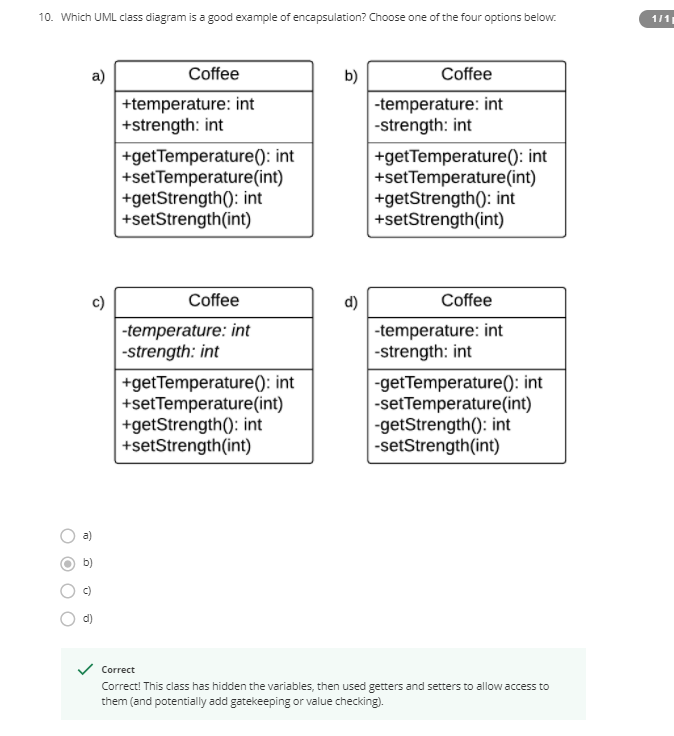 10. Which UML class diagram is a good example of encapsulation? Choose one of the four options below:
1/1
a)
Coffee
+temperature: int
+strength: int
+getTemperature(): int
+setTemperature(int)
+getStrength(): int
+setStrength(int)
b)
Coffee
-temperature: int
-strength: int
+getTemperature(): int
+setTemperature(int)
+getStrength(): int
+setStrength(int)
c)
Coffee
-temperature: int
-strength: int
+getTemperature(): int
+setTemperature(int)
+getStrength(): int
+setStrength(int)
d)
Coffee
-temperature: int
-strength: int
-getTemperature(): int
-setTemperature(int)
-getStrength(): int
-setStrength(int)
a)
b)
c)
d)
Correct
Correct! This class has hidden the variables, then used getters and setters to allow access to
them (and potentially add gatekeeping or value checking).